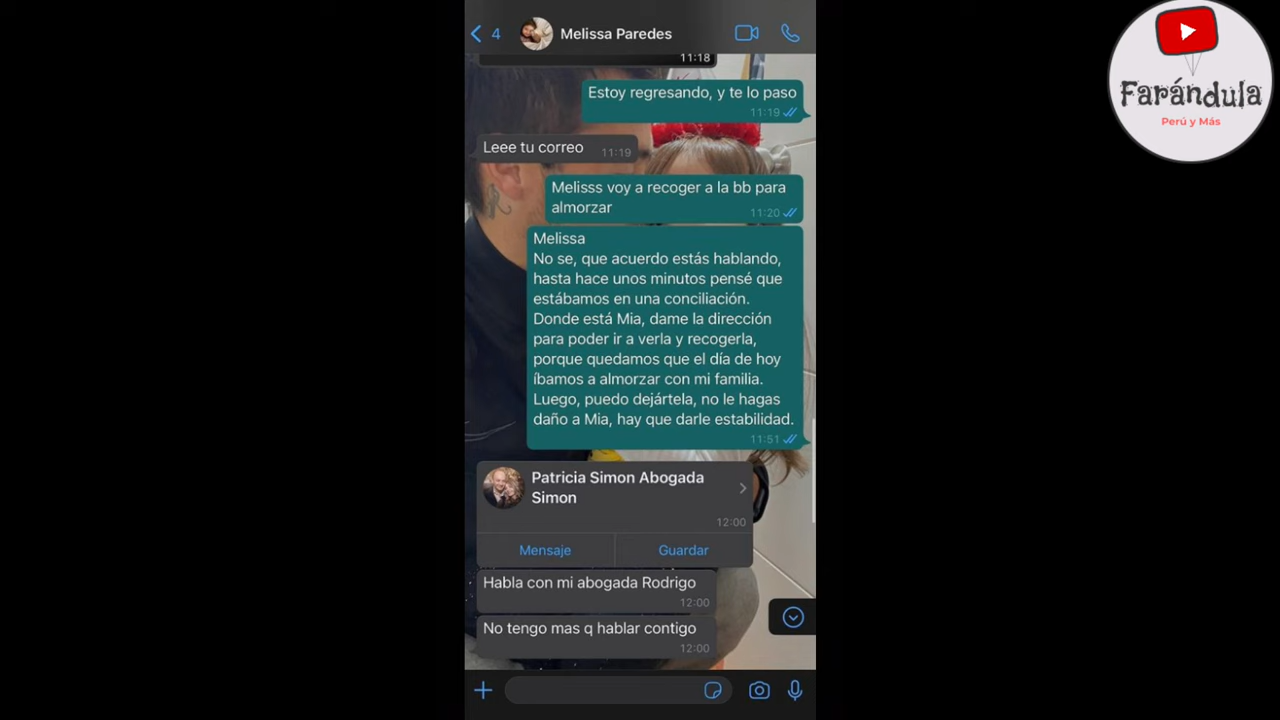 4
Melissa Paredes
11:18
Estoy regresando, y te lo paso
11:19
Leee tu correo
11:19
Melisss voy a recoger a la bb para
almorzar
11:20
Melissa
No se, que acuerdo estás hablando,
hasta hace unos minutos pensé que
estábamos en una conciliación.
Donde está Mia, dame la dirección
para poder ir a verla y recogerla,
porque quedamos que el día de hoy
íbamos a almorzar con mi familia.
Luego, puedo dejártela, no le hagas
daño a Mia, hay que darle estabilidad.
11:51
Patricia Simon Abogada
Simon
12:00
Mensaje
Guardar
Habla con mi abogada Rodrigo
12:00
No tengo mas q hablar contigo
12:00
Farándula
Perú y Más